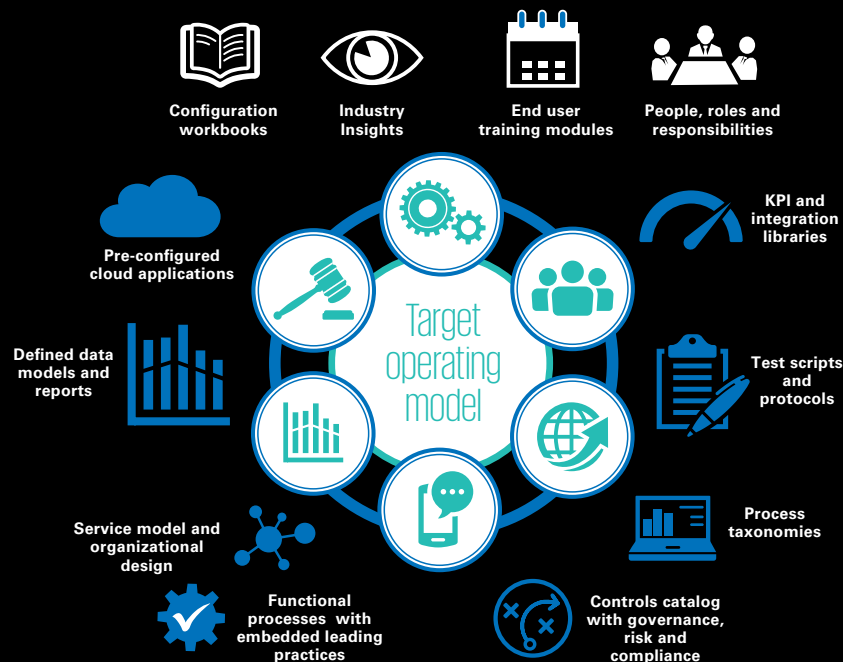 Configuration
workbooks
Industry
Insights
End user
training modules
People, roles and
responsibilities
Pre-configured
cloud applications
KPI and
integration
libraries
Target
operating
model
Defined data
models and
reports
Test scripts
and
protocols
Service model and
organizational
design
Process
taxonomies
Functional
processes with
embedded leading
practices
Controls catalog
with governance,
risk and
compliance